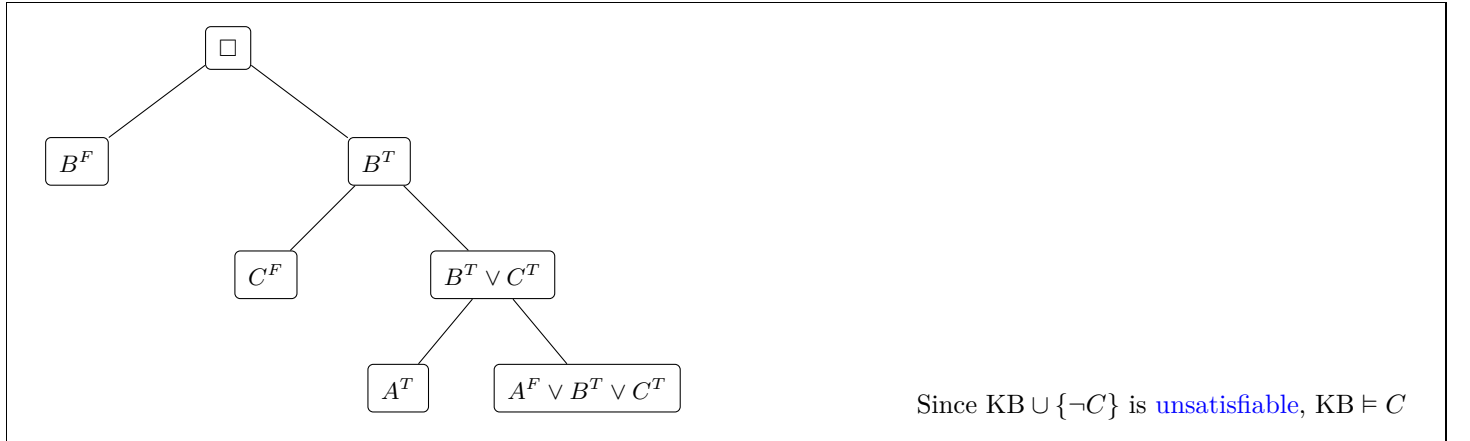 □
B^F B^T
C^F B^T ∨ C^T
A^T A^F ∨ B^T ∨ C^T
Since KB ∪ {¬C} is unsatisfiable, KB ⊨ C